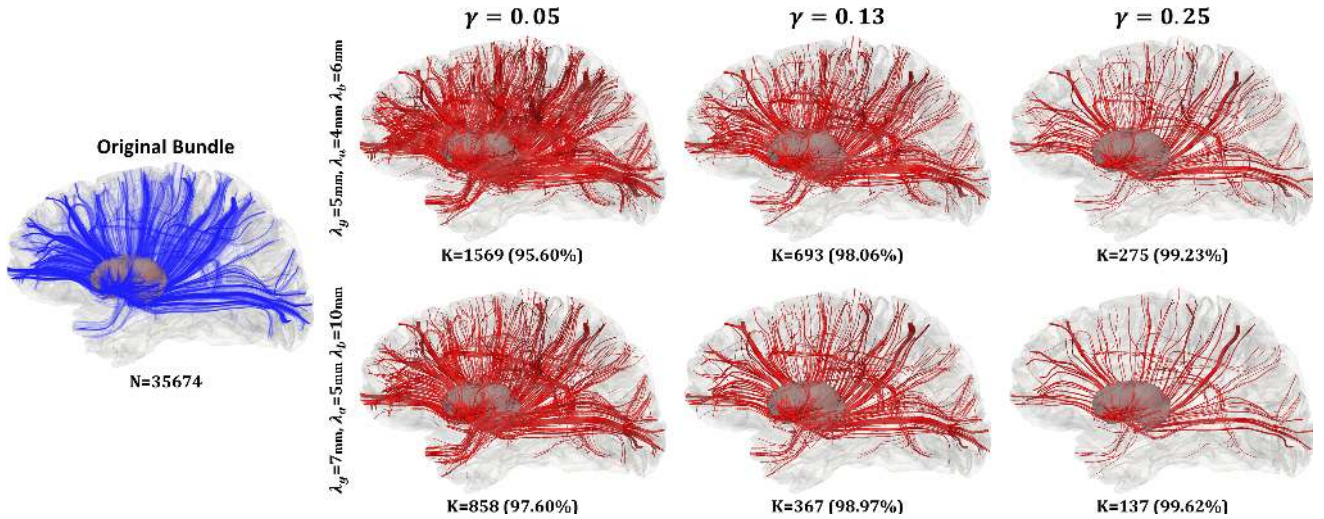 γ = 0.05
γ = 0.13
γ = 0.25
λg=5mm, λa=4mm λb=6mm
Original Bundle
N=35674
K=1569 (95.60%)
K=693 (98.06%)
K=275 (99.23%)
λg=7mm, λa=5mm λb=10mm
K=858 (97.60%)
K=367 (98.97%)
K=137 (99.62%)